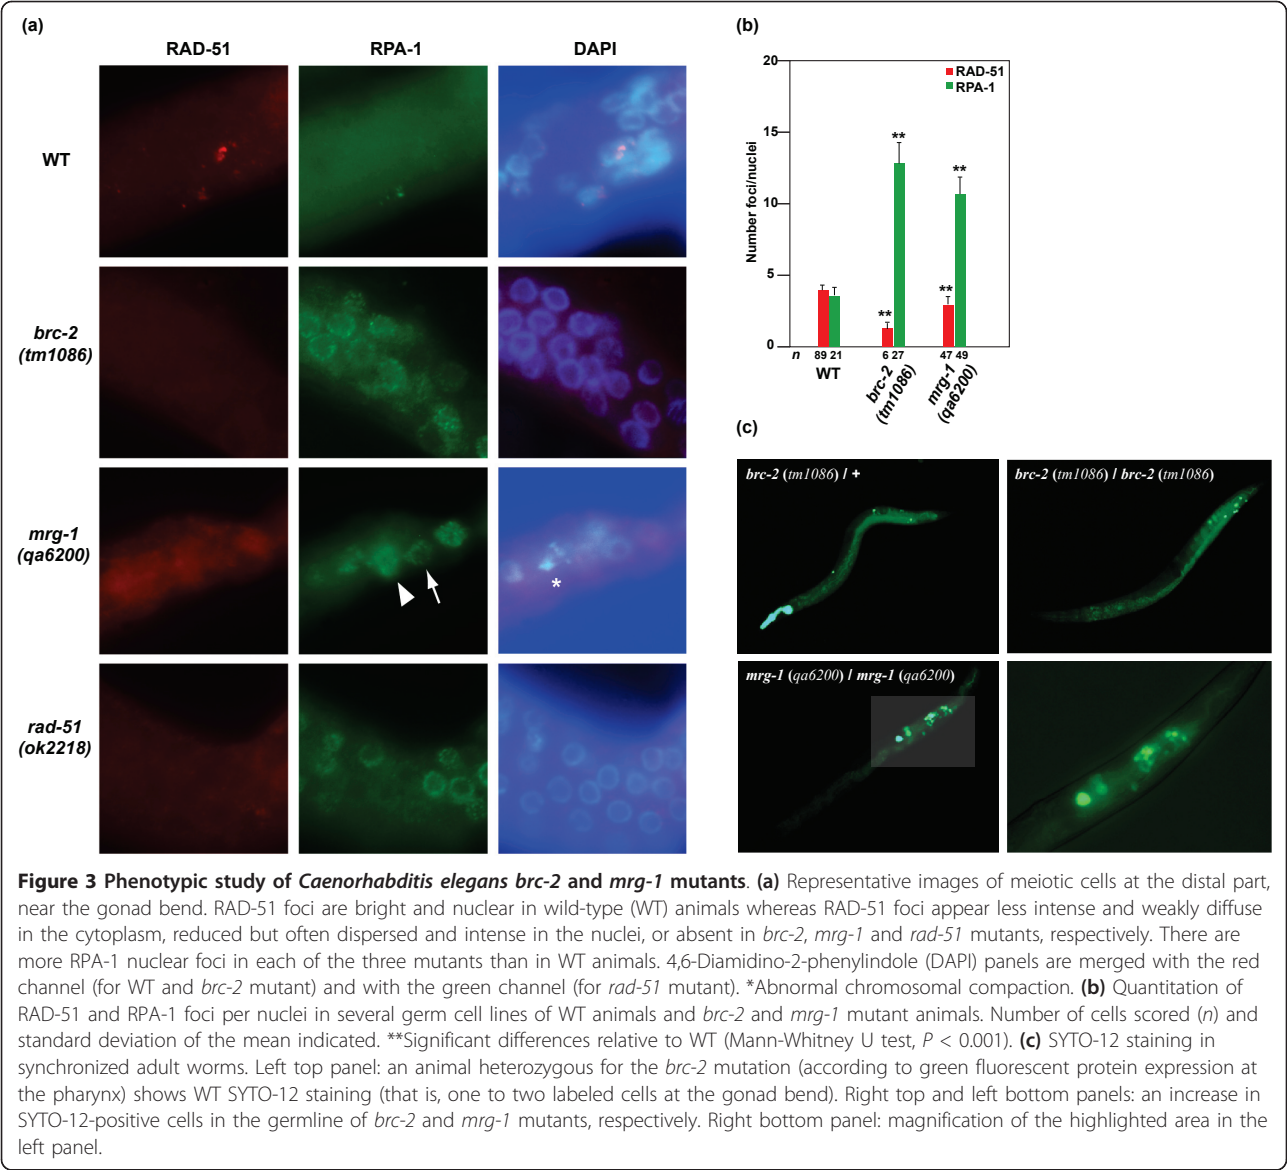 (a)
RAD-51 RPA-1 DAPI
WT
brc-2
(tm1086)
mrg-1
(qa6200)
*
rad-51
(ok2218)
(b)
20
15
10
5
0
Number foci/nuclei
RAD-51
RPA-1
**
**
**
**
n 89 21 6 27 47 49
WT
brc-2
(tm1086)
mrg-1
(qa6200)
(c)
brc-2 (tm1086) / +
brc-2 (tm1086) / brc-2 (tm1086)
mrg-1 (qa6200) / mrg-1 (qa6200)
Figure 3 Phenotypic study of Caenorhabditis elegans brc-2 and mrg-1 mutants. (a) Representative images of meiotic cells at the distal part,
near the gonad bend. RAD-51 foci are bright and nuclear in wild-type (WT) animals whereas RAD-51 foci appear less intense and weakly diffuse
in the cytoplasm, reduced but often dispersed and intense in the nuclei, or absent in brc-2, mrg-1 and rad-51 mutants, respectively. There are
more RPA-1 nuclear foci in each of the three mutants than in WT animals. 4,6-Diamidino-2-phenylindole (DAPI) panels are merged with the red
channel (for WT and brc-2 mutant) and with the green channel (for rad-51 mutant). *Abnormal chromosomal compaction. (b) Quantitation of
RAD-51 and RPA-1 foci per nuclei in several germ cell lines of WT animals and brc-2 and mrg-1 mutant animals. Number of cells scored (n) and
standard deviation of the mean indicated. **Significant differences relative to WT (Mann-Whitney U test, P < 0.001). (c) SYTO-12 staining in
synchronized adult worms. Left top panel: an animal heterozygous for the brc-2 mutation (according to green fluorescent protein expression at
the pharynx) shows WT SYTO-12 staining (that is, one to two labeled cells at the gonad bend). Right top and left bottom panels: an increase in
SYTO-12-positive cells in the germline of brc-2 and mrg-1 mutants, respectively. Right bottom panel: magnification of the highlighted area in the
left panel.